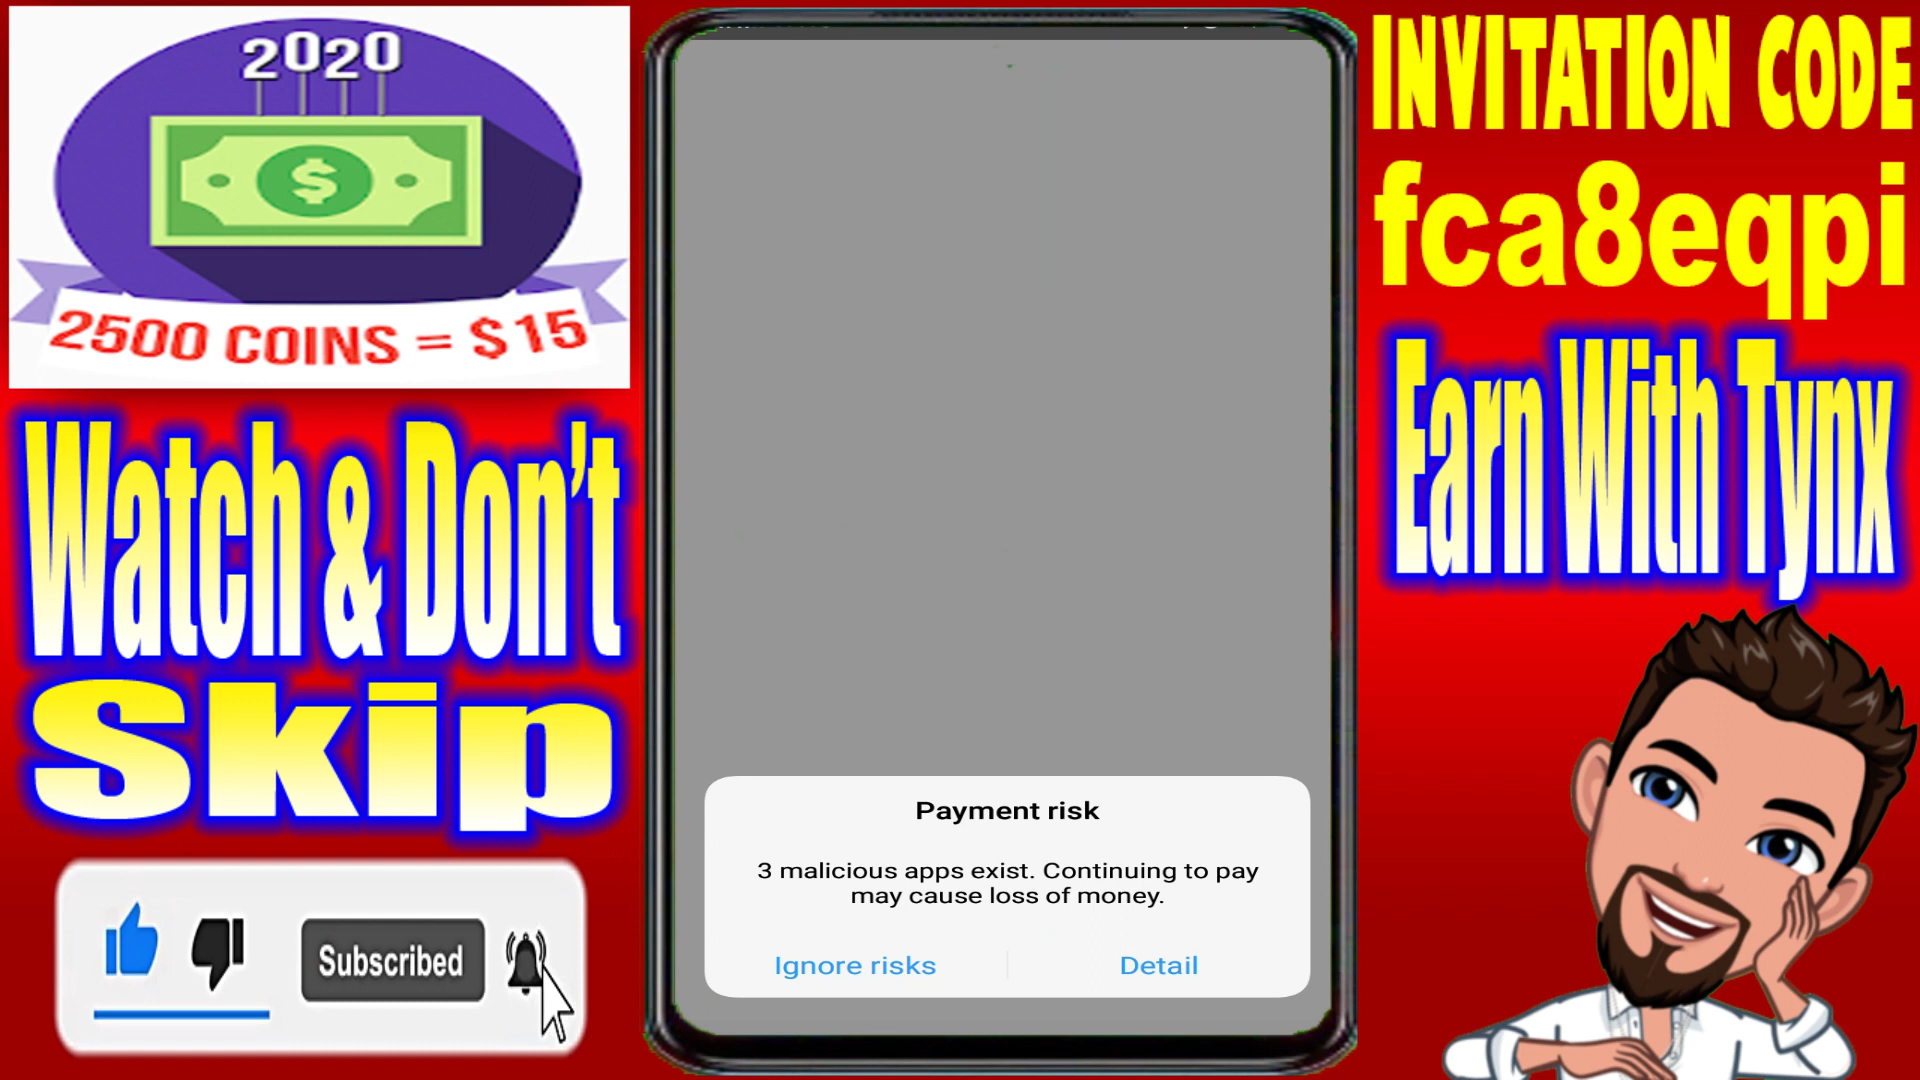 2020
2500 COINS = $15
Watch & Don't
Skip
Subscribed
Payment risk
3 malicious apps exist. Continuing to pay
may cause loss of money.
Ignore risks
Detail
INVITATION CODE
fca8eqpi
Earn With Tynx